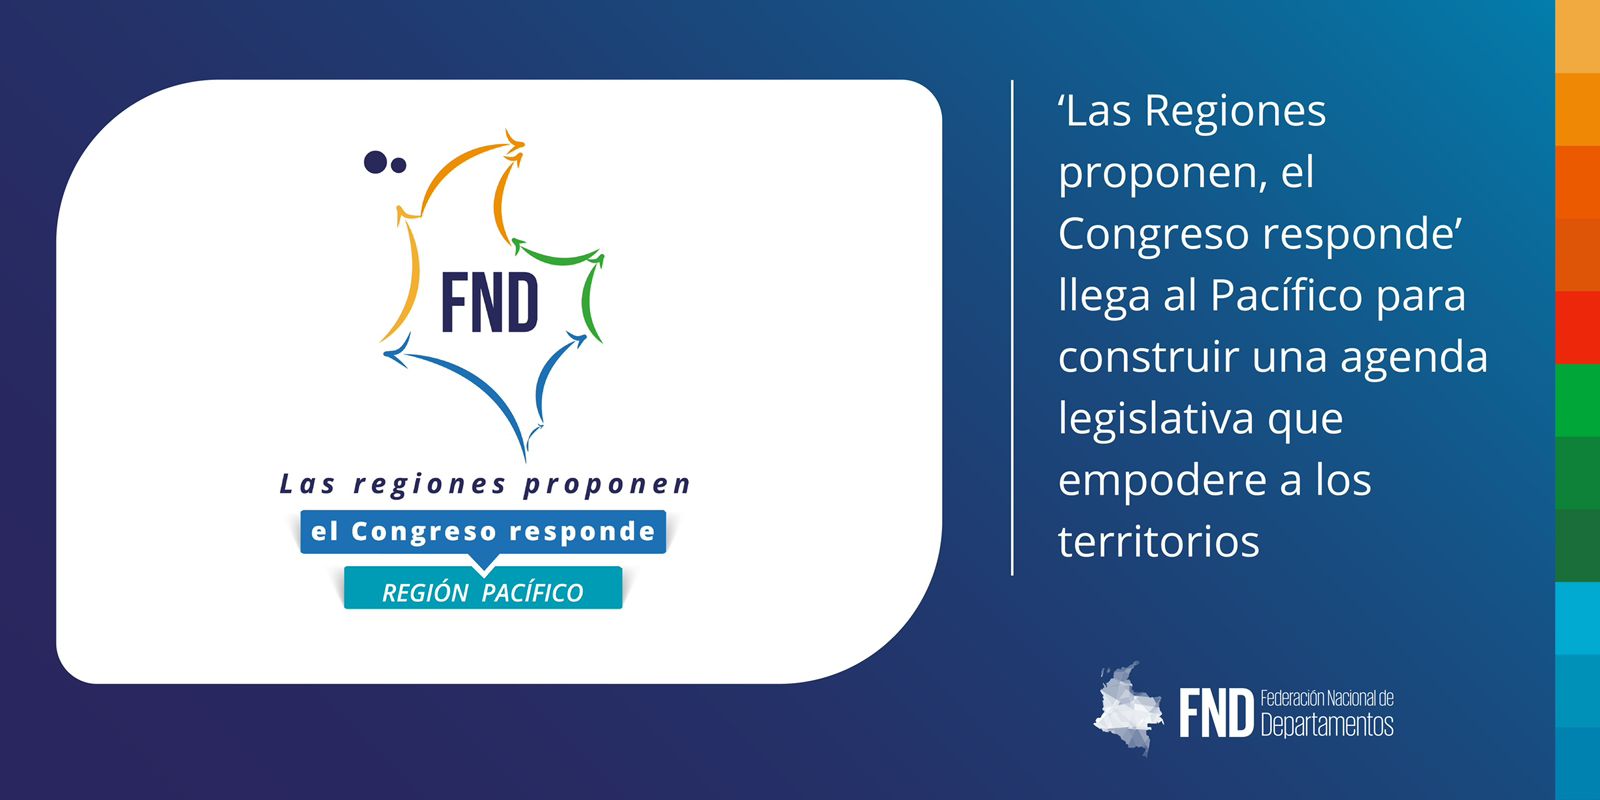 FND
Las regiones proponen
el Congreso responde
REGIÓN PACÍFICO
‘Las Regiones
proponen, el
Congreso responde’
llega al Pacífico para
construir una agenda
legislativa que
empodere a los
territorios
FND Federación Nacional de
Departamentos